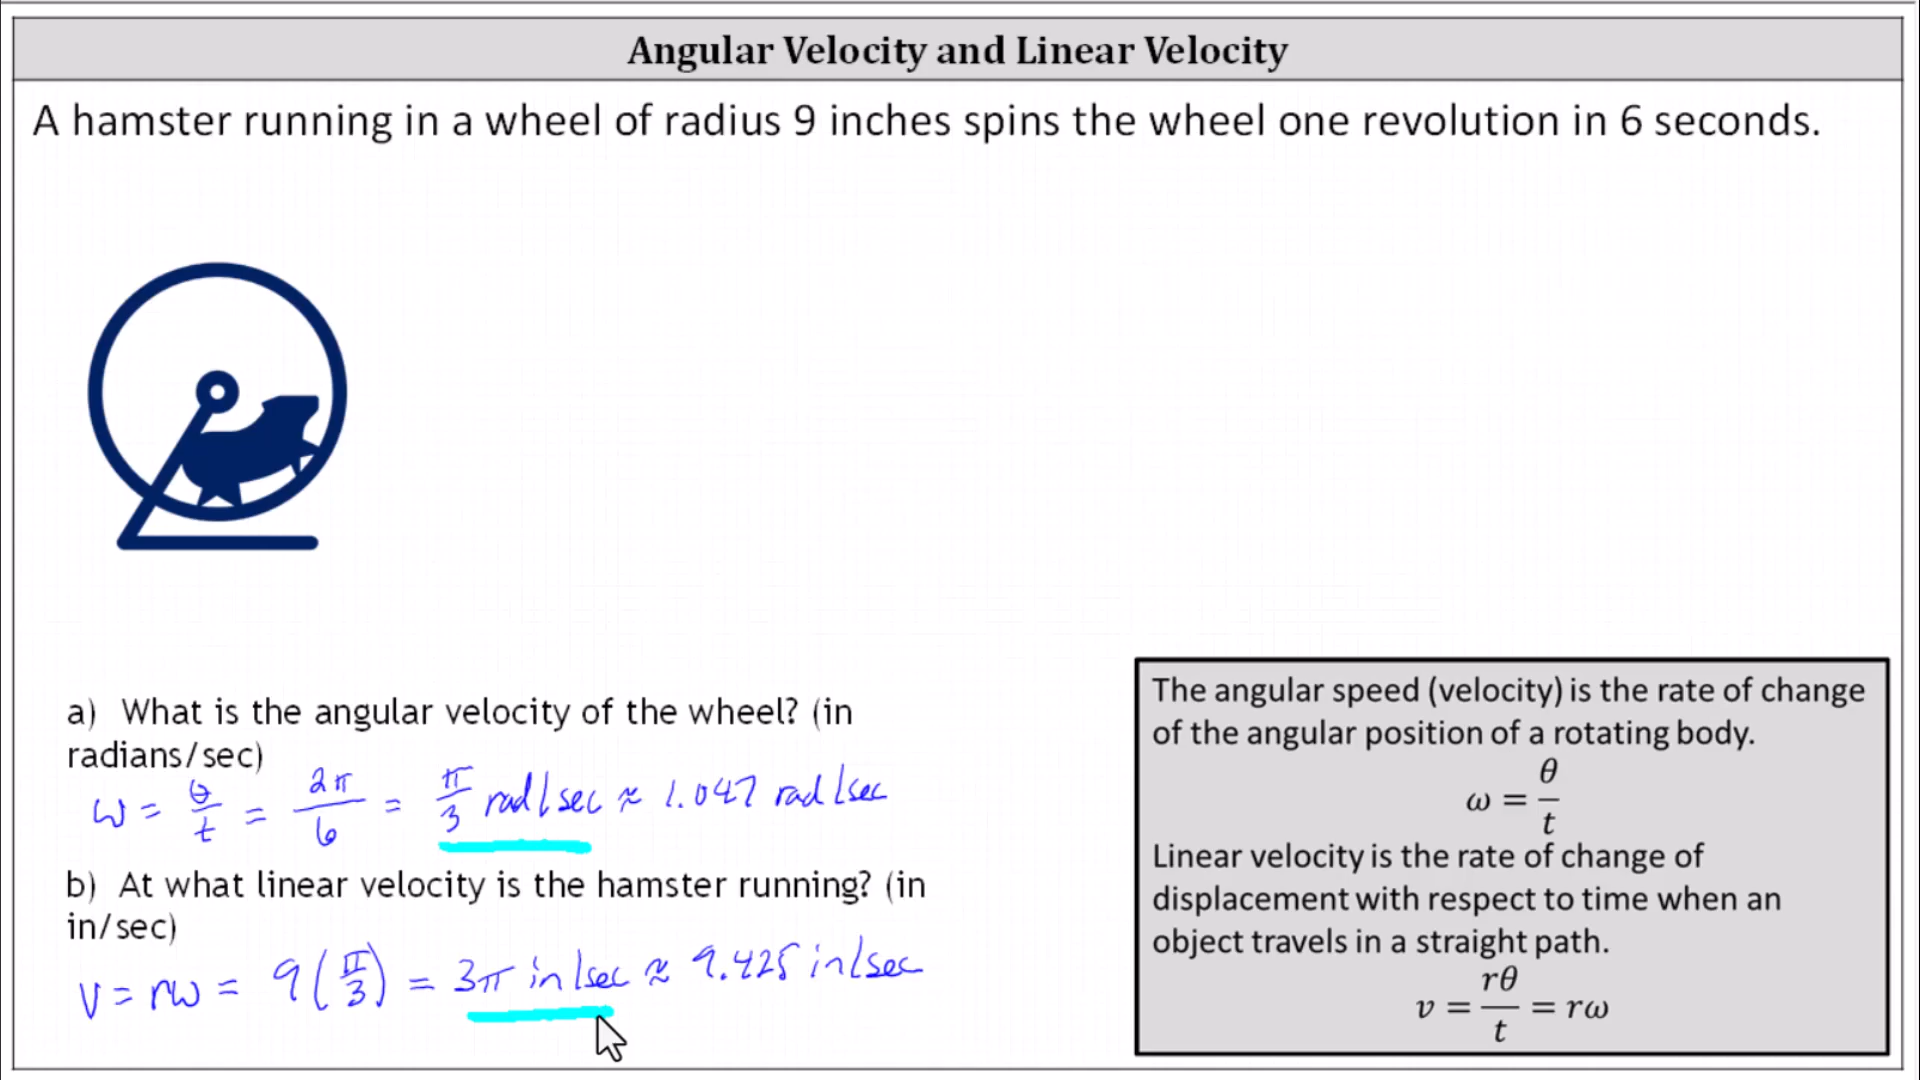 Angular Velocity and Linear Velocity
A hamster running in a wheel of radius 9 inches spins the wheel one revolution in 6 seconds.
a) What is the angular velocity of the wheel? (in
radians/sec)
ω = θ/t = 2π/6 = π/3 rad/sec ≈ 1.047 rad/sec
b) At what linear velocity is the hamster running? (in
in/sec)
v = rω = 9(π/3) = 3π in/sec ≈ 9.425 in/sec
The angular speed (velocity) is the rate of change
of the angular position of a rotating body.
ω = θ/t
Linear velocity is the rate of change of
displacement with respect to time when an
object travels in a straight path.
v = rθ/t = rω